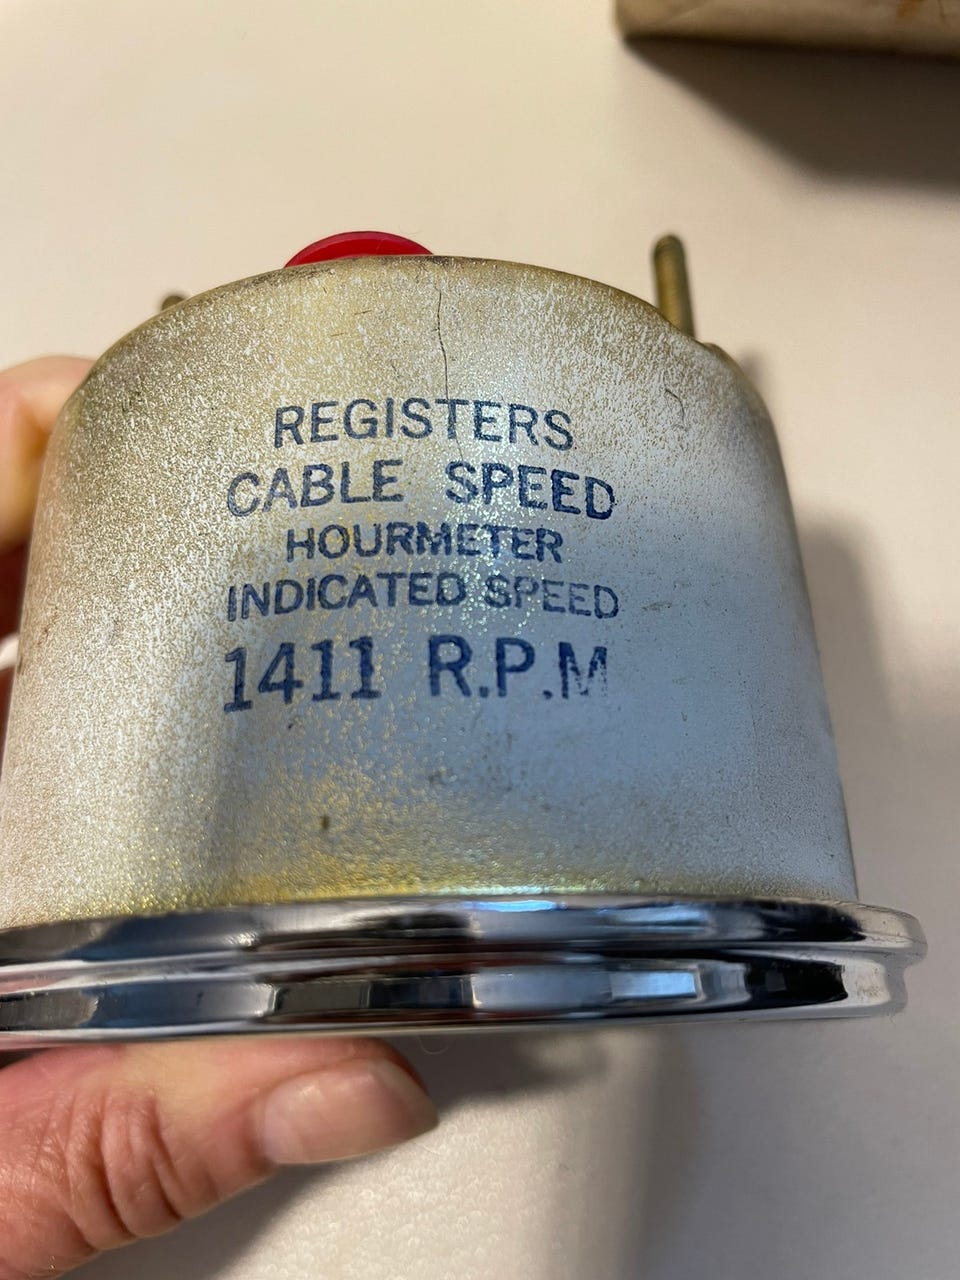 REGISTERS
CABLE SPEED
HOURMETER
INDICATED SPEED
1411 R.P.M